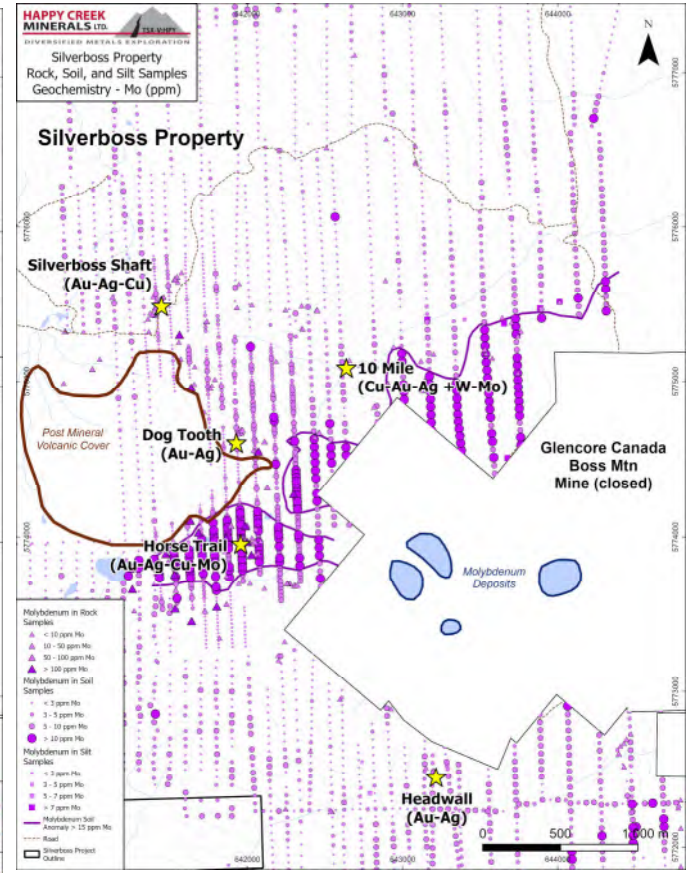 HAPPY CREEK
MINERALS LTD.
TSX-V:HPY
DIVERSIFIED METALS EXPLORATION
Silverboss Property
Rock, Soil, and Silt Samples
Geochemistry - Mo (ppm)
642000
643000
644000
N
5777000
5777000
Silverboss Property
5776000
5776000
Silverboss Shaft
(Au-Ag-Cu)
5775000
5775000
10 Mile
(Cu-Au-Ag +W-Mo)
Post Mineral
Volcanic Cover
Dog Tooth
(Au-Ag)
Glencore Canada
Boss Mtn
Mine (closed)
5774000
5774000
Horse Trail
(Au-Ag-Cu-Mo)
Molybdenum
Deposits
Molybdenum in Rock
Samples
< 10 ppm Mo
10 - 50 ppm Mo
50 - 100 ppm Mo
> 100 ppm Mo
Molybdenum in Soil
Samples
< 3 ppm Mo
3 - 5 ppm Mo
5 - 10 ppm Mo
> 10 ppm Mo
Molybdenum in Silt
Samples
< 3 ppm Mo
3 - 5 ppm Mo
5 - 7 ppm Mo
> 7 ppm Mo
Molybdenum Soil
Anomaly > 15 ppm Mo
Road
Silverboss Project
Outline
5773000
Headwall
(Au-Ag)
0 500 1,000 m
5772000
642000
643000
644000